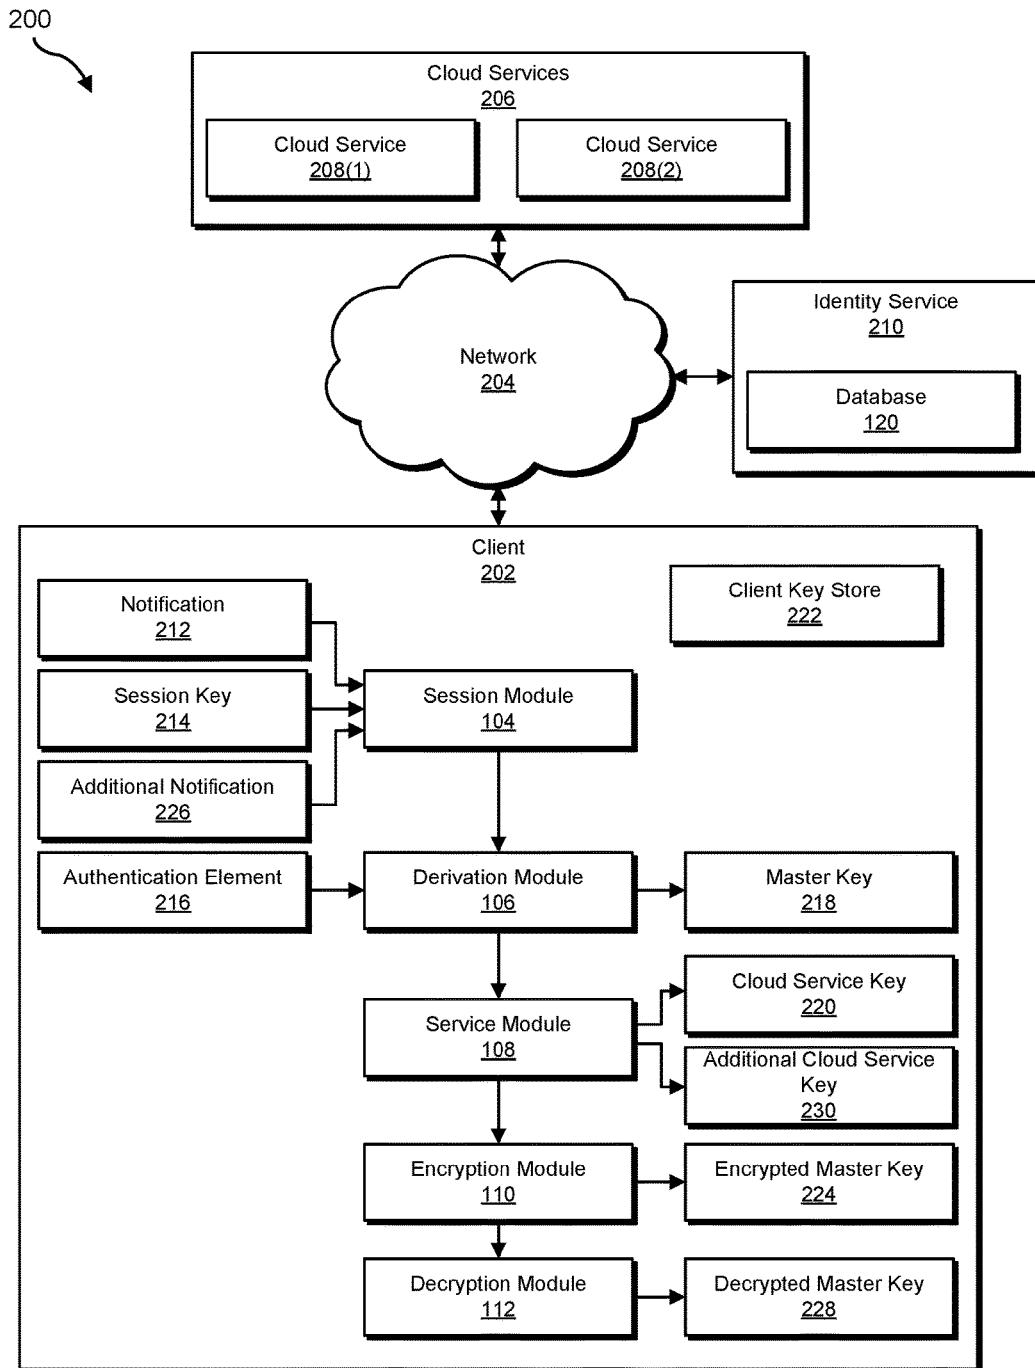 200
Cloud Services
206
Cloud Service
208(1)
Cloud Service
208(2)
Network
204
Identity Service
210
Database
120
Client
202
Notification
212
Client Key Store
222
Session Key
214
Session Module
104
Additional Notification
226
Authentication Element
216
Derivation Module
106
Master Key
218
Service Module
108
Cloud Service Key
220
Additional Cloud Service
Key
230
Encryption Module
110
Encrypted Master Key
224
Decryption Module
112
Decrypted Master Key
228